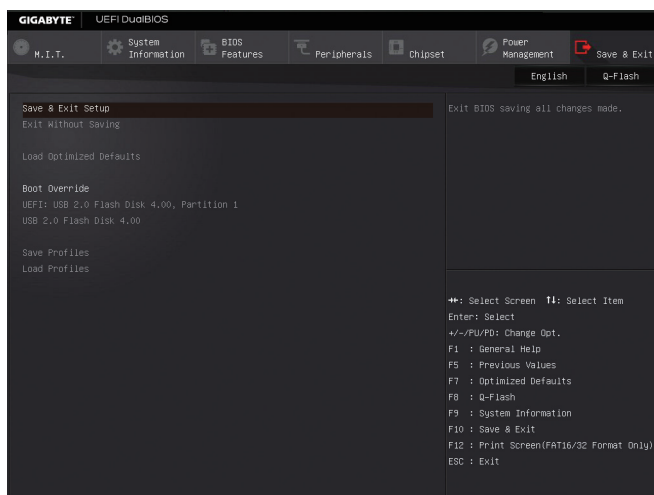 GIGABYTE™ UEFI DualBIOS
M.I.T.
System Information
BIOS Features
Peripherals
Chipset
Power Management
Save & Exit
English Q-Flash
Save & Exit Setup
Exit Without Saving
Load Optimized Defaults
Boot Override
UEFI: USB 2.0 Flash Disk 4.00, Partition 1
USB 2.0 Flash Disk 4.00
Save Profiles
Load Profiles
Exit BIOS saving all changes made.
→←: Select Screen ↑↓: Select Item
Enter: Select
+/-/PU/PD: Change Opt.
F1 : General Help
F5 : Previous Values
F7 : Optimized Defaults
F8 : Q-Flash
F9 : System Information
F10 : Save & Exit
F12 : Print Screen(FAT16/32 Format Only)
ESC : Exit